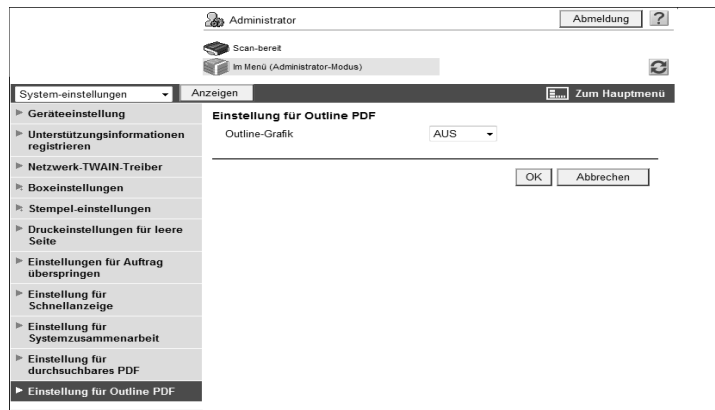 Administrator
Abmeldung
?
Scan-bereit
Im Menü (Administrator-Modus)
System-einstellungen
Anzeigen
Zum Hauptmenü
Geräteeinstellung
Unterstützungsinformationen
registrieren
Netzwerk-TWAIN-Treiber
Boxeinstellungen
Stempel-einstellungen
Druckeinstellungen für leere
Seite
Einstellungen für Auftrag
überspringen
Einstellung für
Schnellanzeige
Einstellung für
Systemzusammenarbeit
Einstellung für
durchsuchbares PDF
Einstellung für Outline PDF
Einstellung für Outline PDF
Outline-Grafik
AUS
OK
Abbrechen